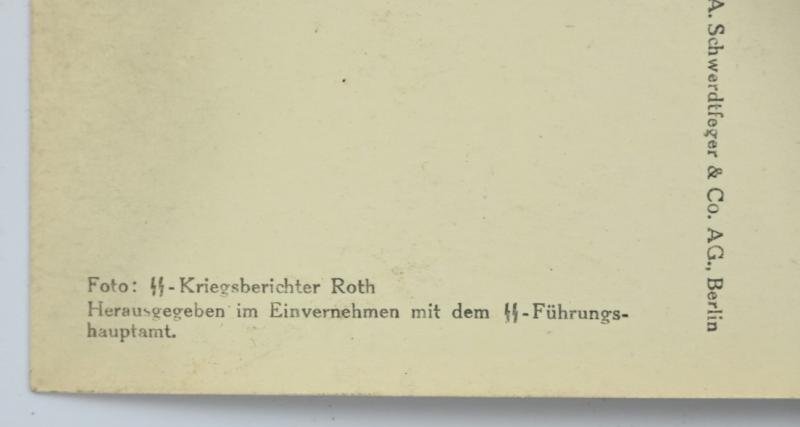 A. Schwerdtfeger & Co. AG., Berlin
Foto: ᛋᛋ-Kriegsberichter Roth
Herausgegeben im Einvernehmen mit dem ᛋᛋ-Führungs-
hauptamt.